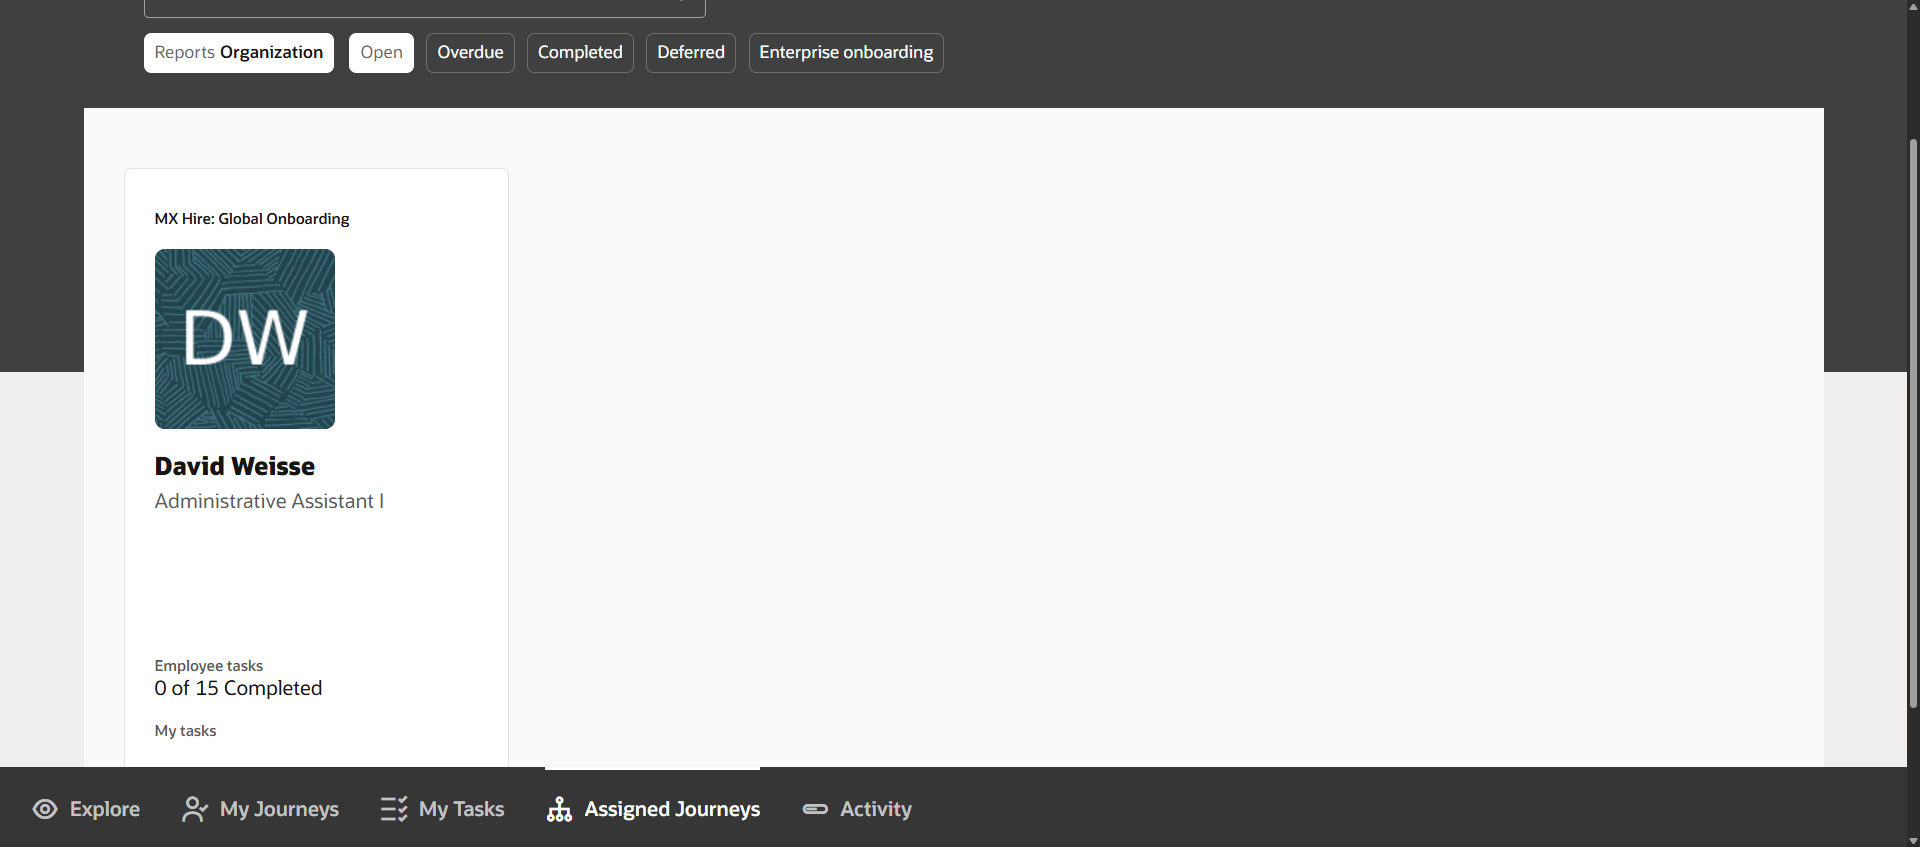 Reports Organization
Open
Overdue
Completed
Deferred
Enterprise onboarding
MX Hire: Global Onboarding
DW
David Weisse
Administrative Assistant I
Employee tasks
0 of 15 Completed
My tasks
Explore
My Journeys
My Tasks
Assigned Journeys
Activity